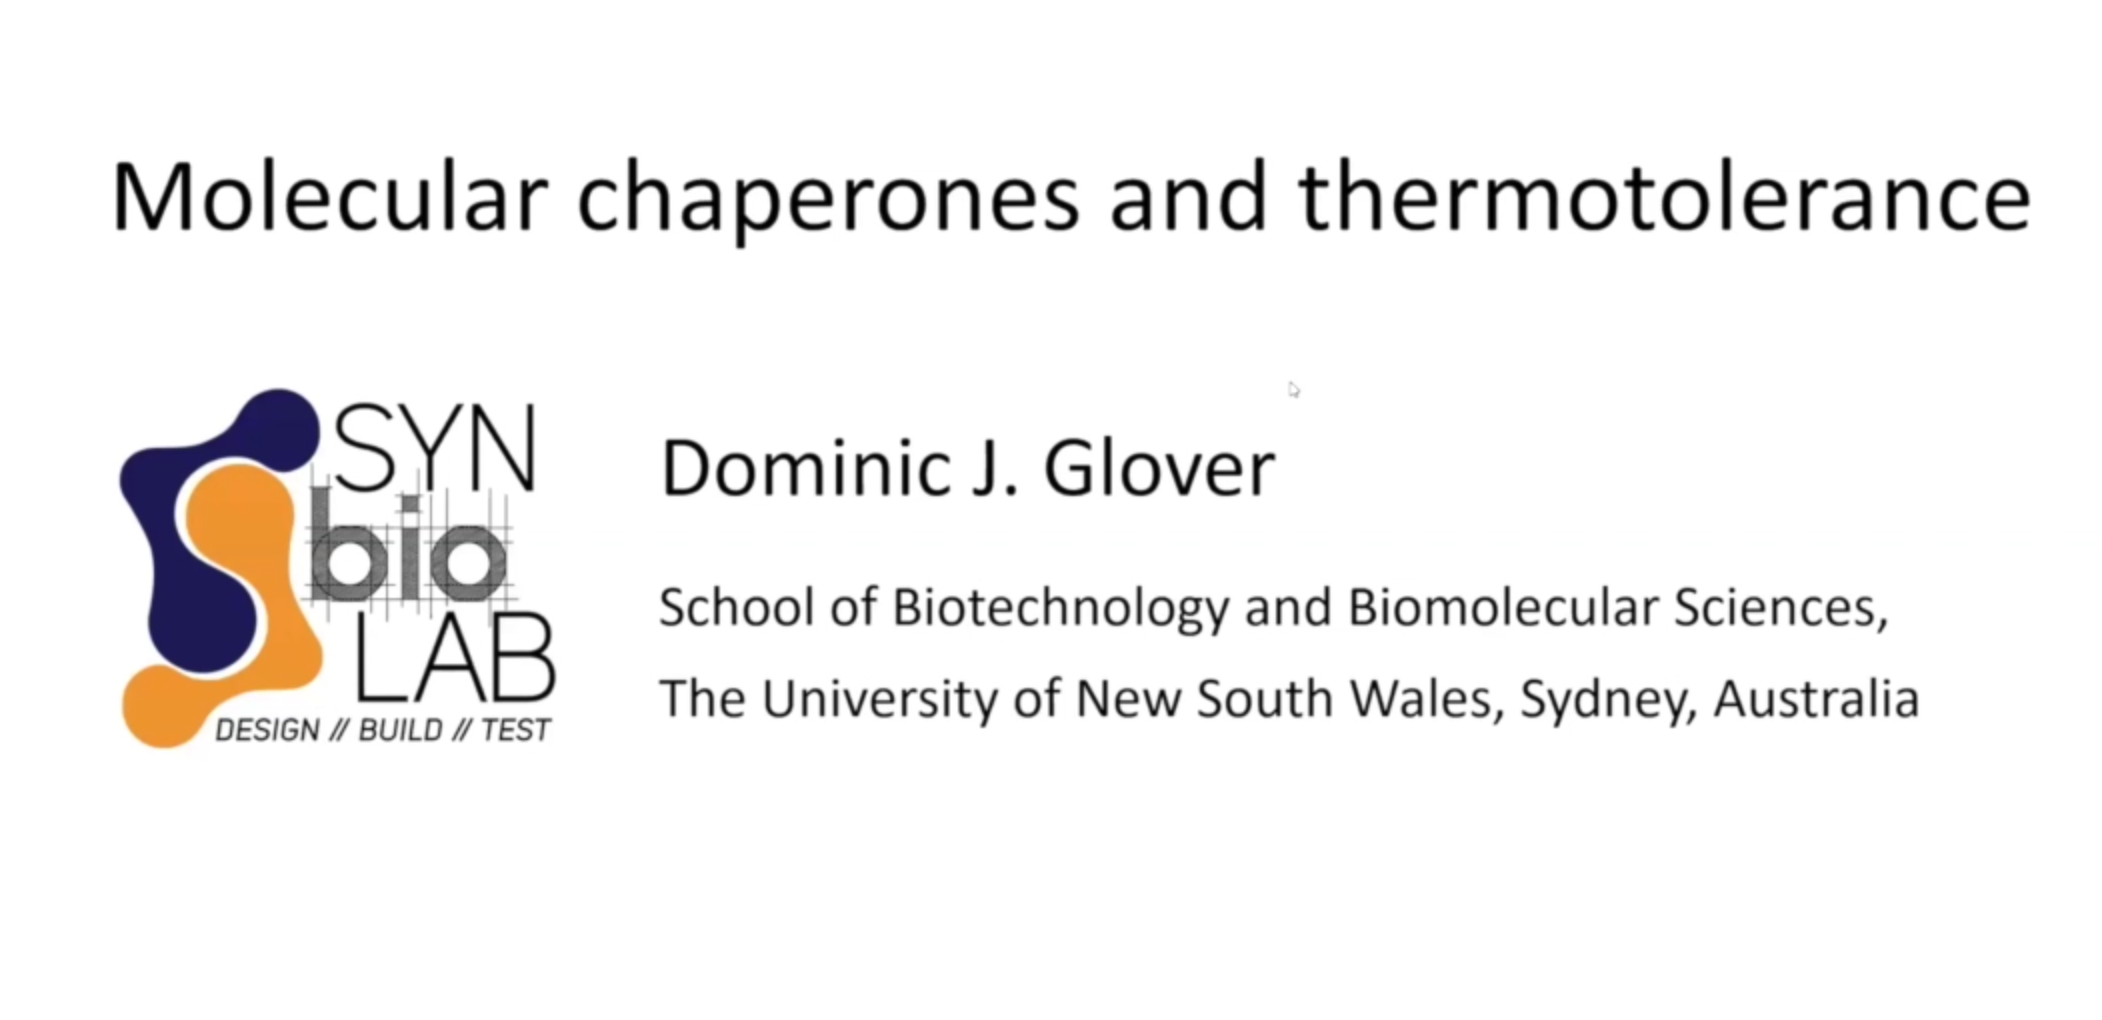 Molecular chaperones and thermotolerance
SYN
bio
LAB
DESIGN // BUILD // TEST
Dominic J. Glover
School of Biotechnology and Biomolecular Sciences,
The University of New South Wales, Sydney, Australia